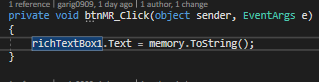 1 reference | garig0909, 1 day ago | 1 author, 1 change
private void btnMR_Click(object sender, EventArgs e)
{
richTextBox1.Text = memory.ToString();
}